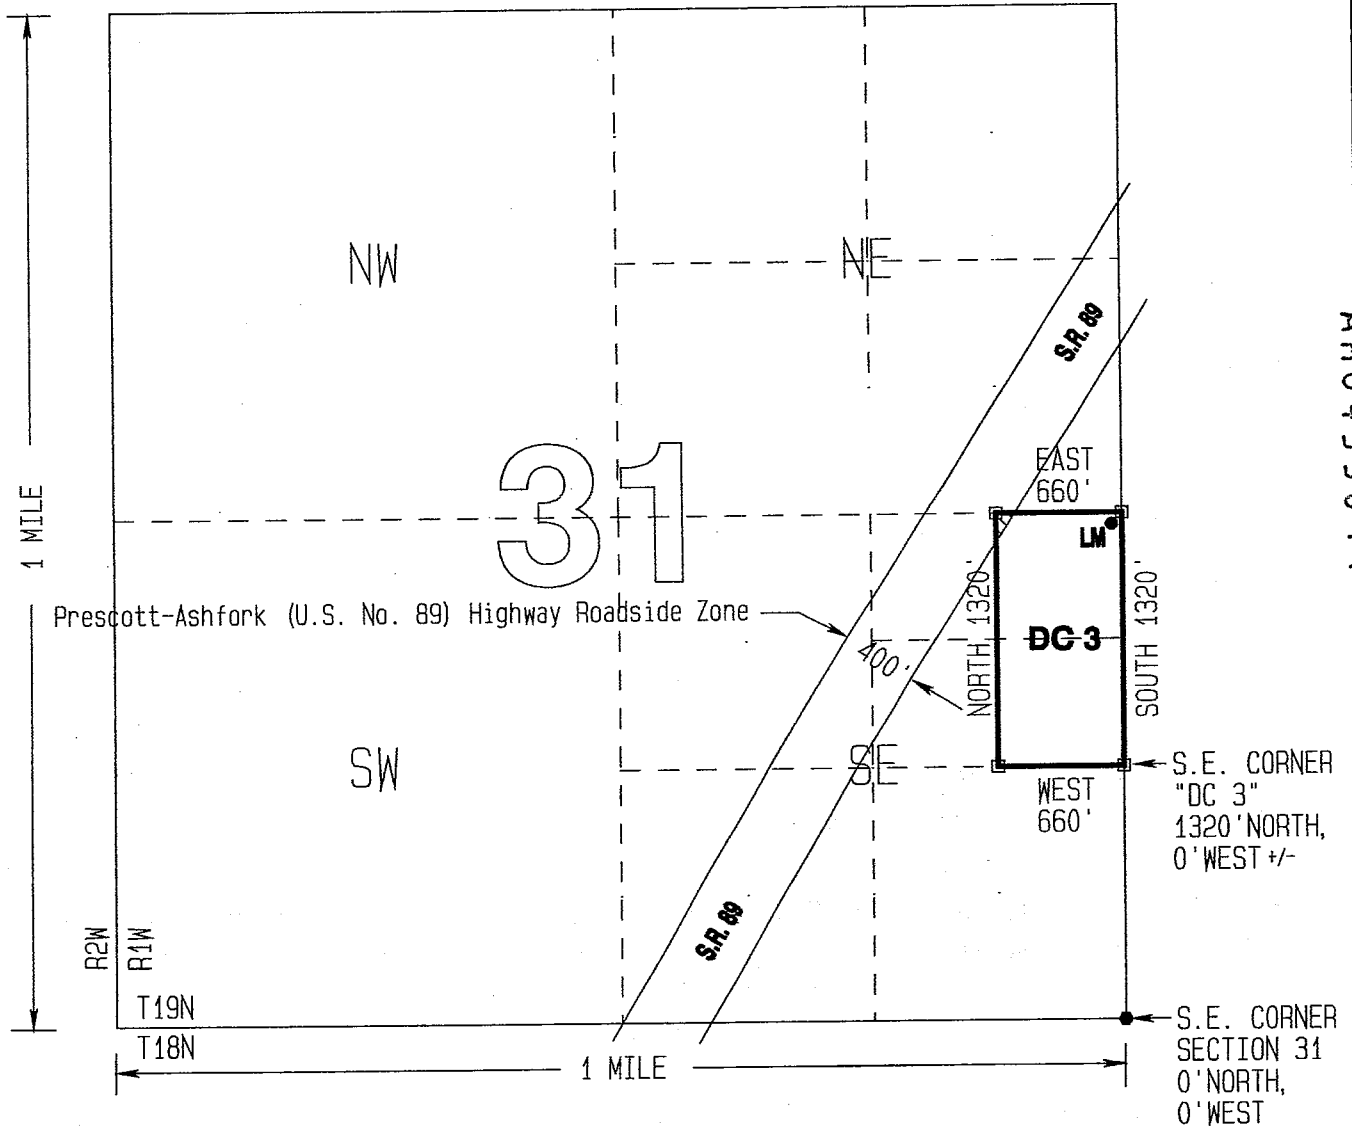 NW
NE
S.R. 89
31
EAST
660'
1 MILE
LM
Prescott-Ashfork (U.S. No. 89) Highway Roadside Zone
400'
NORTH 1320'
DC 3
SOUTH 1320'
SW
SE
WEST
660'
S.E. CORNER
"DC 3"
1320'NORTH,
0'WEST +/-
S.R. 89
R2W
R1W
T19N
T18N
1 MILE
S.E. CORNER
SECTION 31
0'NORTH,
0'WEST